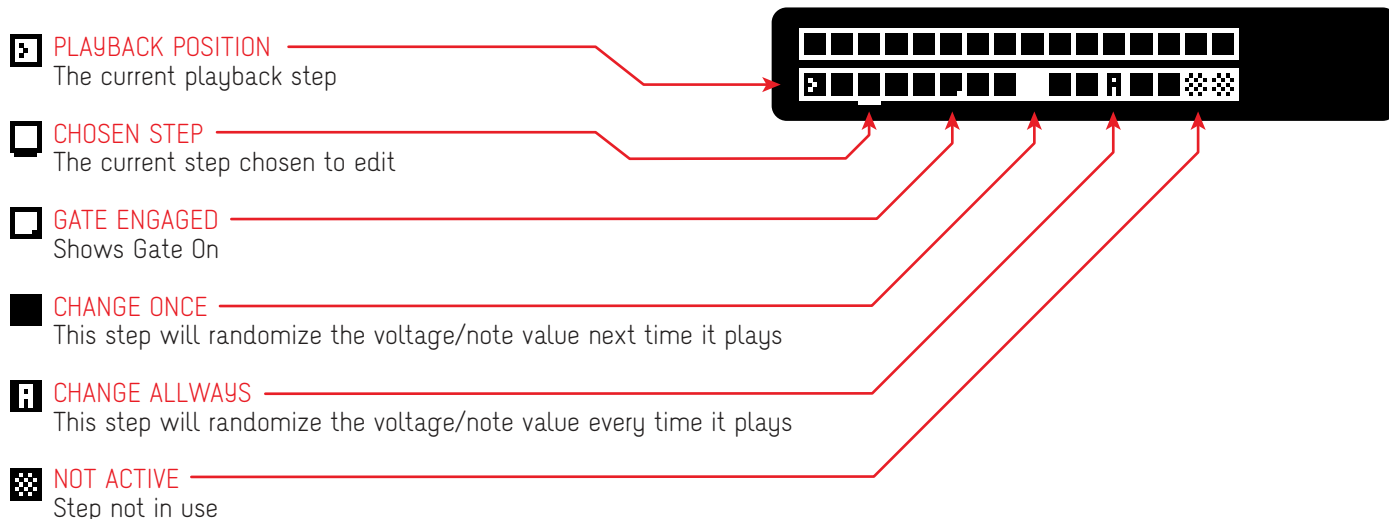 PLAYBACK POSITION
The current playback step
CHOSEN STEP
The current step chosen to edit
GATE ENGAGED
Shows Gate On
CHANGE ONCE
This step will randomize the voltage/note value next time it plays
A CHANGE ALLWAYS
This step will randomize the voltage/note value every time it plays
NOT ACTIVE
Step not in use
A